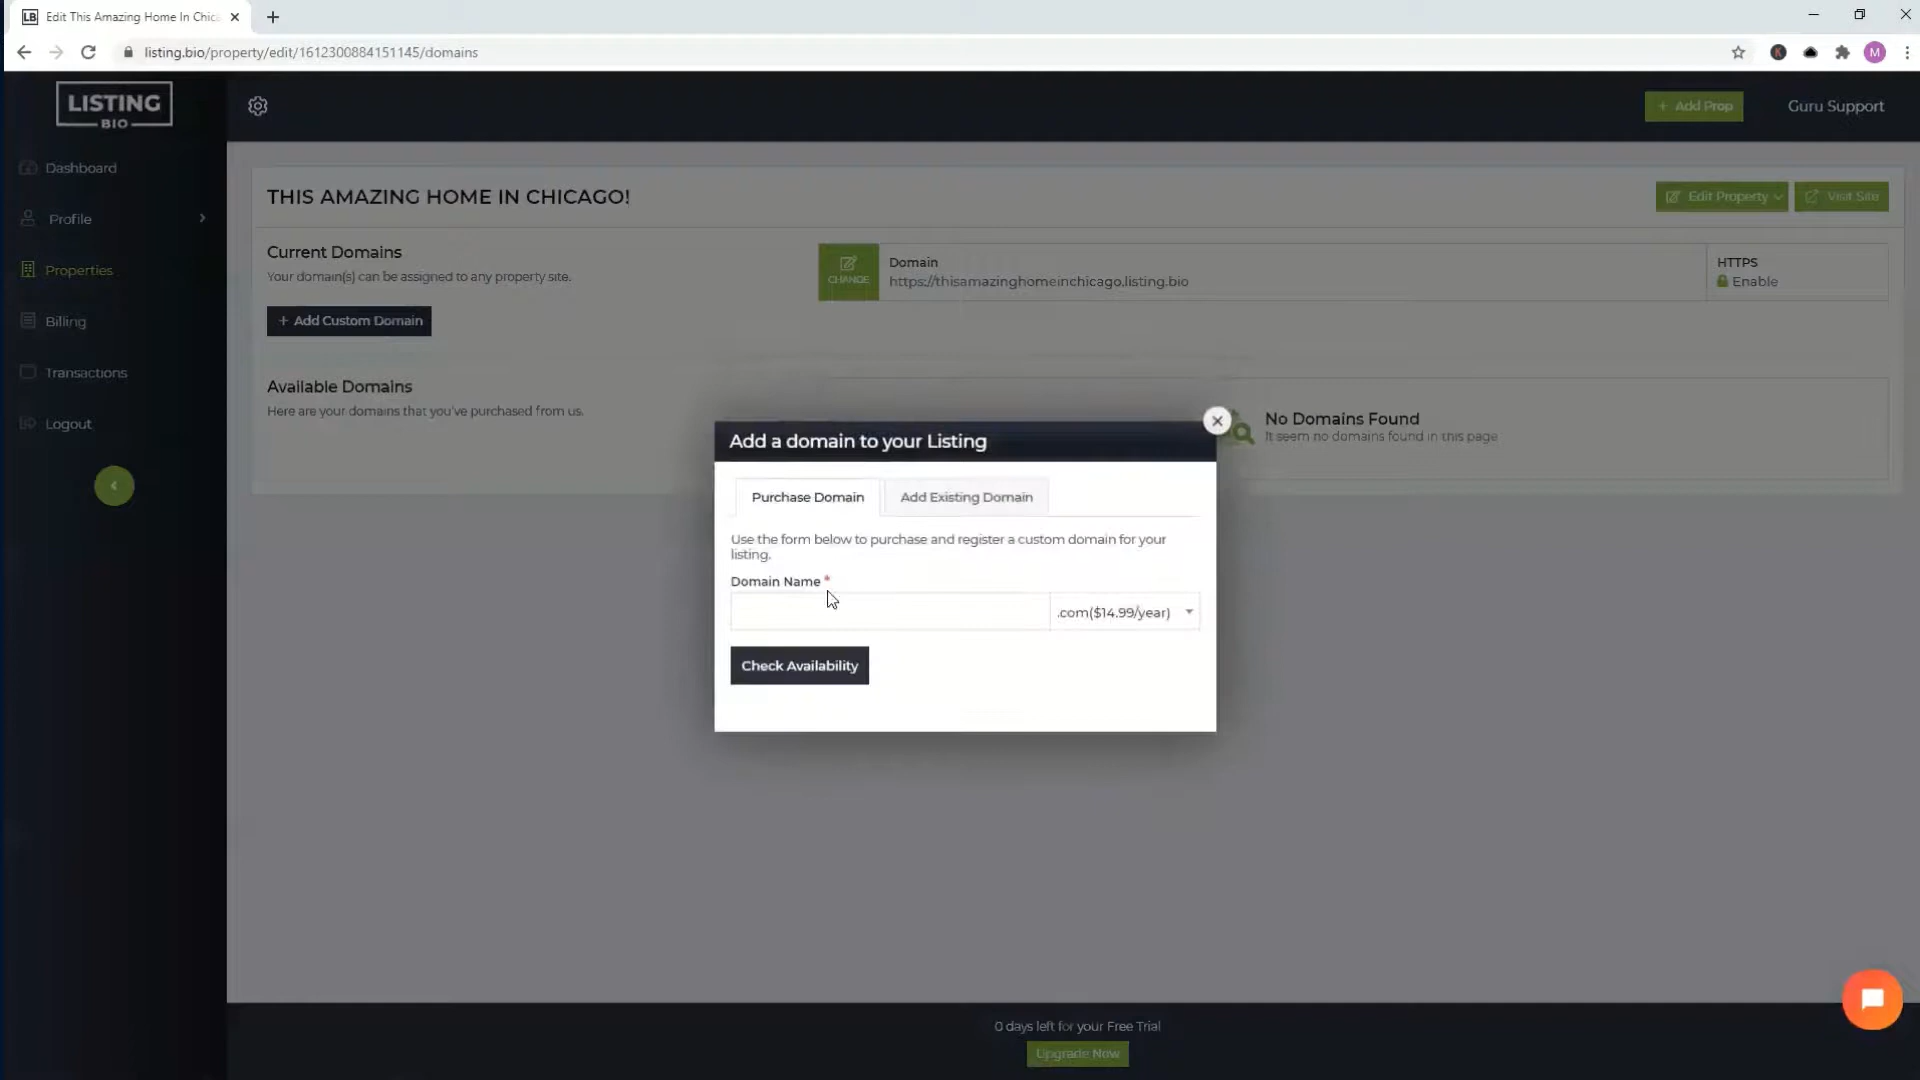 LB Edit This Amazing Home In Chica
listing.bio/property/edit/1612300884151145/domains
M
LISTING
BIO
+ Add Prop
Guru Support
Dashboard
Profile
Properties
Billing
Transactions
Logout
THIS AMAZING HOME IN CHICAGO!
Edit Property
Visit Site
Current Domains
Your domain(s) can be assigned to any property site.
+ Add Custom Domain
CHANGE
Domain
https://thisamazinghomeinchicago.listing.bio
HTTPS
Enable
Available Domains
Here are your domains that you've purchased from us.
No Domains Found
It seem no domains found in this page
Add a domain to your Listing
Purchase Domain
Add Existing Domain
Use the form below to purchase and register a custom domain for your
listing.
Domain Name *
.com($14.99/year)
Check Availability
0 days left for your Free Trial
Upgrade Now